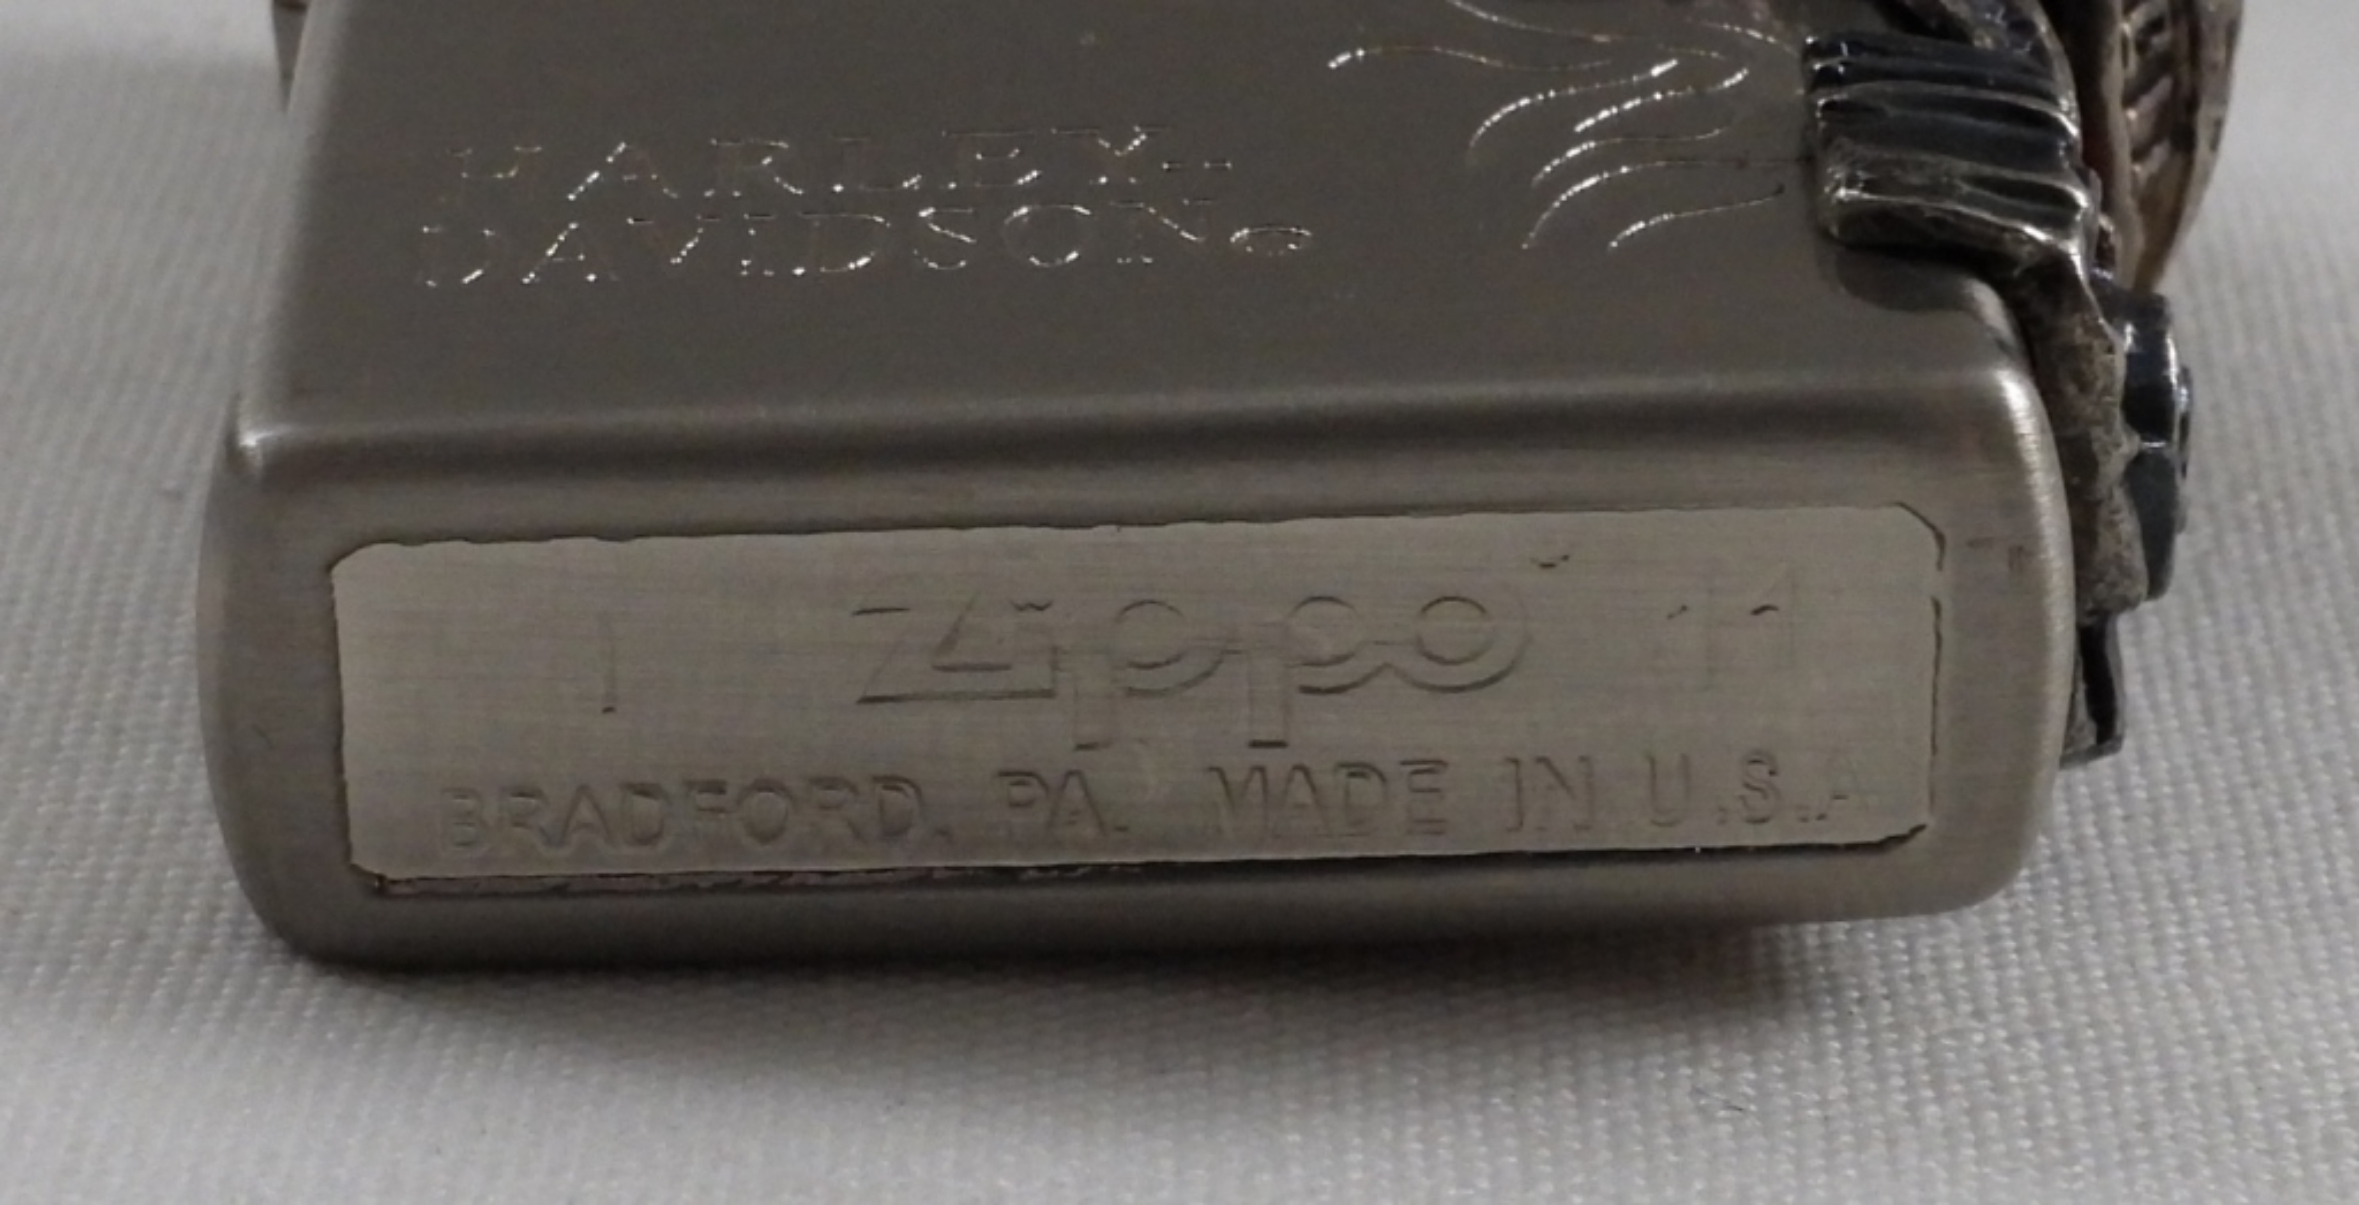 HARLEY-
DAVIDSON®
J Zippo 11
BRADFORD, PA. MADE IN U.S.A